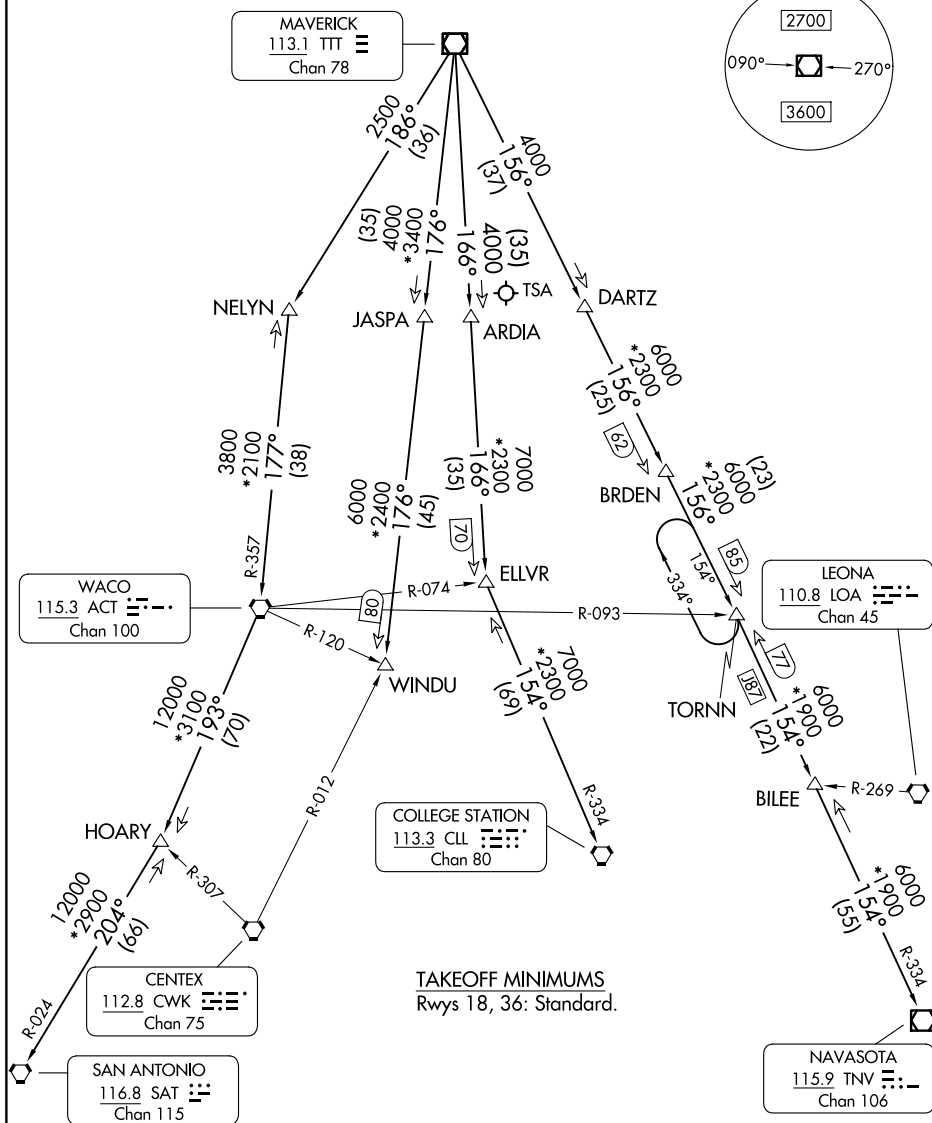 MAVERICK
113.1 TTT
Chan 78
2700
090°
270°
3600
2500
186°
(36)
(35)
4000
*3400
176°
(35)
4000
166°
4000
156°
(37)
TSA
NELYN
JASPA
ARDIA
DARTZ
3800
*2100
177°
(38)
6000
*2400
176°
(45)
7000
*2300
166°
(35)
6000
*2300
156°
(25)
62
BRDEN
(23)
6000
*2300
156°
70
85
154°
334°
R-357
WACO
115.3 ACT
Chan 100
R-074
ELLVR
80
R-093
R-120
WINDU
LEONA
110.8 LOA
Chan 45
77
J87
TORNN
12000
*3100
193°
(70)
7000
*2300
154°
(69)
6000
*1900
154°
(22)
R-012
BILEE
R-269
HOARY
COLLEGE STATION
113.3 CLL
Chan 80
R-334
R-307
12000
*2900
204°
(66)
6000
*1900
154°
(55)
R-334
CENTEX
112.8 CWK
Chan 75
TAKEOFF MINIMUMS
Rwys 18, 36: Standard.
R-024
SAN ANTONIO
116.8 SAT
Chan 115
NAVASOTA
115.9 TNV
Chan 106